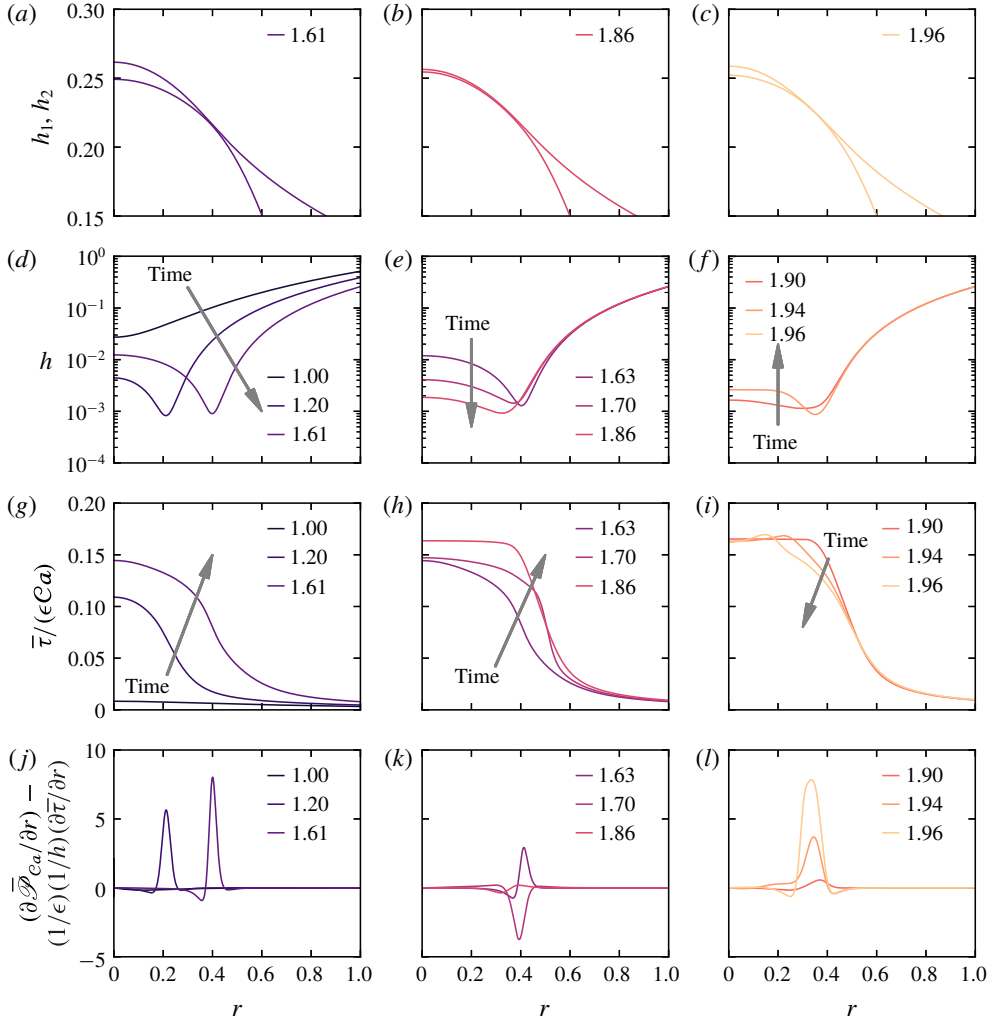 (a) (b) (c)
0.30 1.61 1.86 1.96
0.25
h1, h2
0.20
0.15
(d) 10^0 (e) (f)
Time 1.90
10^−1 Time 1.94
1.96
h 10^−2
1.00 1.63
10^−3 1.20 1.70
1.61 1.86 Time
10^−4
(g) 0.20 (h) (i)
1.00 1.63 1.90
0.15 1.20 1.70 Time 1.94
1.61 1.86 1.96
τ̄/(ϵCa) 0.10
0.05
Time Time
0
(j) 10 (k) (l)
1.00 1.63 1.90
1.20 1.70 1.94
5 1.61 1.86 1.96
(∂𝒫̄Ca/∂r) −
(1/ϵ)(1/h)(∂τ̄/∂r)
0
−5
0 0.2 0.4 0.6 0.8 1.0 0 0.2 0.4 0.6 0.8 1.0 0 0.2 0.4 0.6 0.8 1.0
r r r